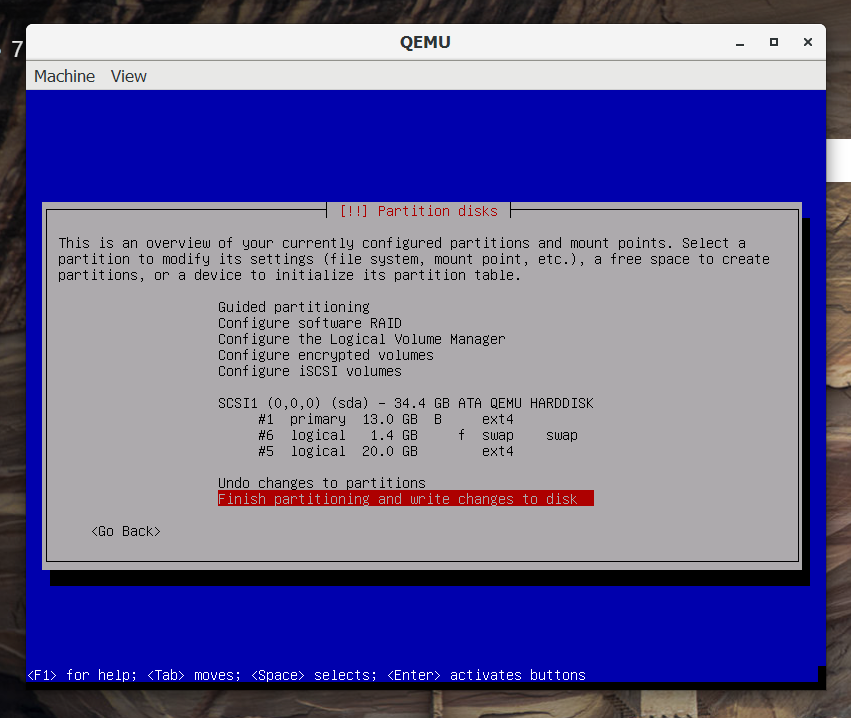 7
QEMU
Machine View
[!!] Partition disks
This is an overview of your currently configured partitions and mount points. Select a
partition to modify its settings (file system, mount point, etc.), a free space to create
partitions, or a device to initialize its partition table.
Guided partitioning
Configure software RAID
Configure the Logical Volume Manager
Configure encrypted volumes
Configure iSCSI volumes
SCSI1 (0,0,0) (sda) - 34.4 GB ATA QEMU HARDDISK
#1 primary 13.0 GB B ext4
#6 logical 1.4 GB f swap swap
#5 logical 20.0 GB ext4
Undo changes to partitions
Finish partitioning and write changes to disk
<Go Back>
<F1> for help; <Tab> moves; <Space> selects; <Enter> activates buttons